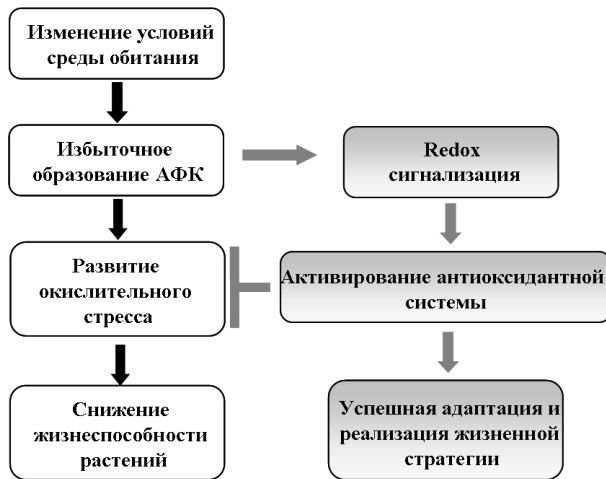 Изменение условий
среды обитания
Избыточное
образование АФК
Redox
сигнализация
Развитие
окислительного
стресса
Активирование антиоксидантной
системы
Снижение
жизнеспособности
растений
Успешная адаптация и
реализация жизненной
стратегии